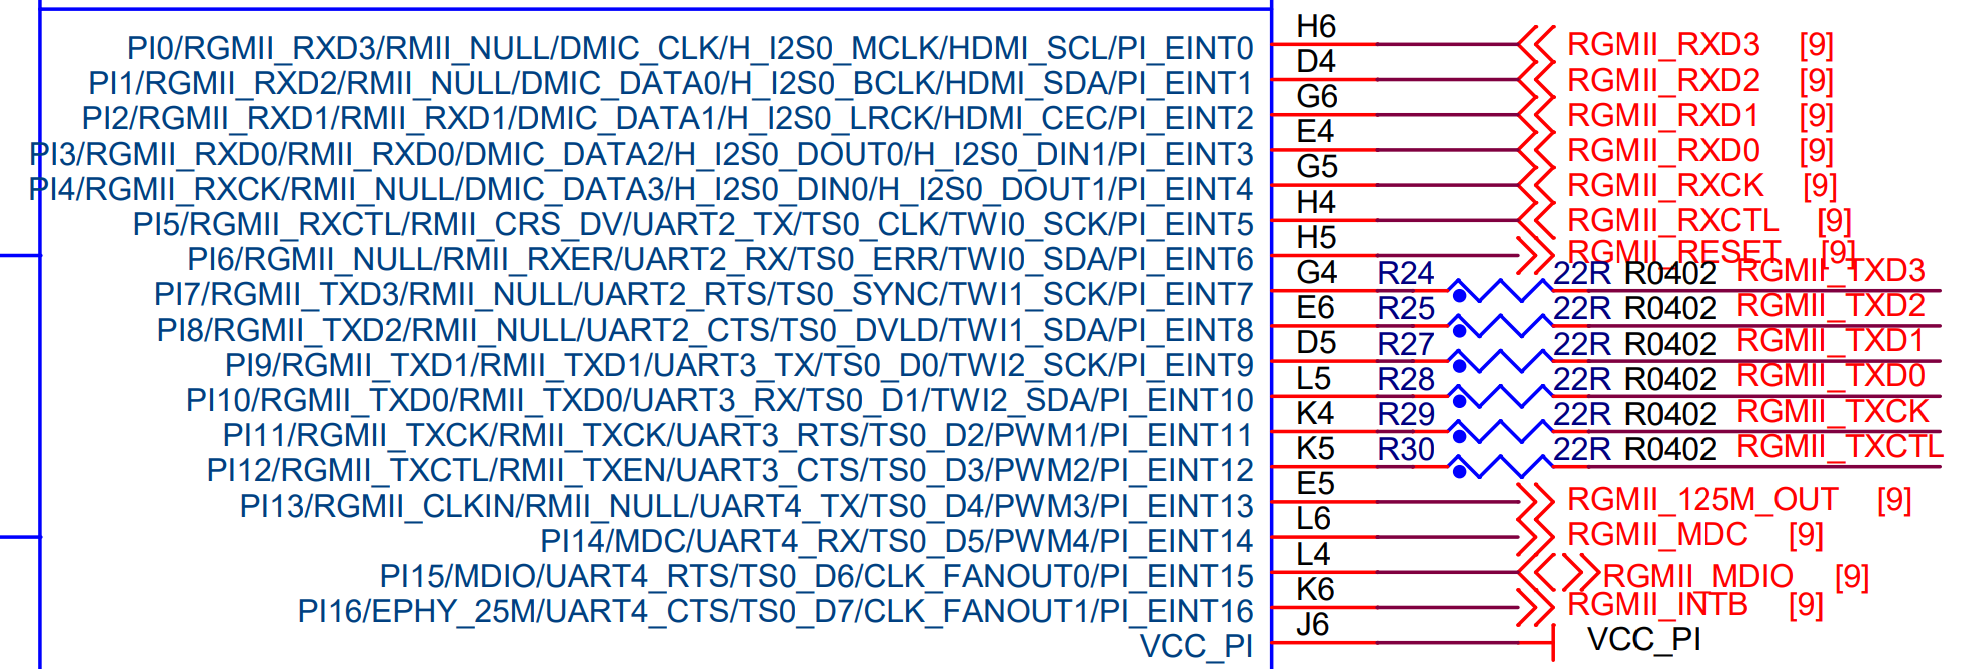 PI0/RGMII_RXD3/RMII_NULL/DMIC_CLK/H_I2S0_MCLK/HDMI_SCL/PI_EINT0 H6 RGMII_RXD3 [9]
PI1/RGMII_RXD2/RMII_NULL/DMIC_DATA0/H_I2S0_BCLK/HDMI_SDA/PI_EINT1 D4 RGMII_RXD2 [9]
PI2/RGMII_RXD1/RMII_RXD1/DMIC_DATA1/H_I2S0_LRCK/HDMI_CEC/PI_EINT2 G6 RGMII_RXD1 [9]
PI3/RGMII_RXD0/RMII_RXD0/DMIC_DATA2/H_I2S0_DOUT0/H_I2S0_DIN1/PI_EINT3 E4 RGMII_RXD0 [9]
PI4/RGMII_RXCK/RMII_NULL/DMIC_DATA3/H_I2S0_DIN0/H_I2S0_DOUT1/PI_EINT4 G5 RGMII_RXCK [9]
PI5/RGMII_RXCTL/RMII_CRS_DV/UART2_TX/TS0_CLK/TWI0_SCK/PI_EINT5 H4 RGMII_RXCTL [9]
PI6/RGMII_NULL/RMII_RXER/UART2_RX/TS0_ERR/TWI0_SDA/PI_EINT6 H5 RGMII_RESET [9]
PI7/RGMII_TXD3/RMII_NULL/UART2_RTS/TS0_SYNC/TWI1_SCK/PI_EINT7 G4 R24 22R R0402 RGMII_TXD3
PI8/RGMII_TXD2/RMII_NULL/UART2_CTS/TS0_DVLD/TWI1_SDA/PI_EINT8 E6 R25 22R R0402 RGMII_TXD2
PI9/RGMII_TXD1/RMII_TXD1/UART3_TX/TS0_D0/TWI2_SCK/PI_EINT9 D5 R27 22R R0402 RGMII_TXD1
PI10/RGMII_TXD0/RMII_TXD0/UART3_RX/TS0_D1/TWI2_SDA/PI_EINT10 L5 R28 22R R0402 RGMII_TXD0
PI11/RGMII_TXCK/RMII_TXCK/UART3_RTS/TS0_D2/PWM1/PI_EINT11 K4 R29 22R R0402 RGMII_TXCK
PI12/RGMII_TXCTL/RMII_TXEN/UART3_CTS/TS0_D3/PWM2/PI_EINT12 K5 R30 22R R0402 RGMII_TXCTL
PI13/RGMII_CLKIN/RMII_NULL/UART4_TX/TS0_D4/PWM3/PI_EINT13 E5 RGMII_125M_OUT [9]
PI14/MDC/UART4_RX/TS0_D5/PWM4/PI_EINT14 L6 RGMII_MDC [9]
PI15/MDIO/UART4_RTS/TS0_D6/CLK_FANOUT0/PI_EINT15 L4 RGMII_MDIO [9]
PI16/EPHY_25M/UART4_CTS/TS0_D7/CLK_FANOUT1/PI_EINT16 K6 RGMII_INTB [9]
VCC_PI J6 VCC_PI